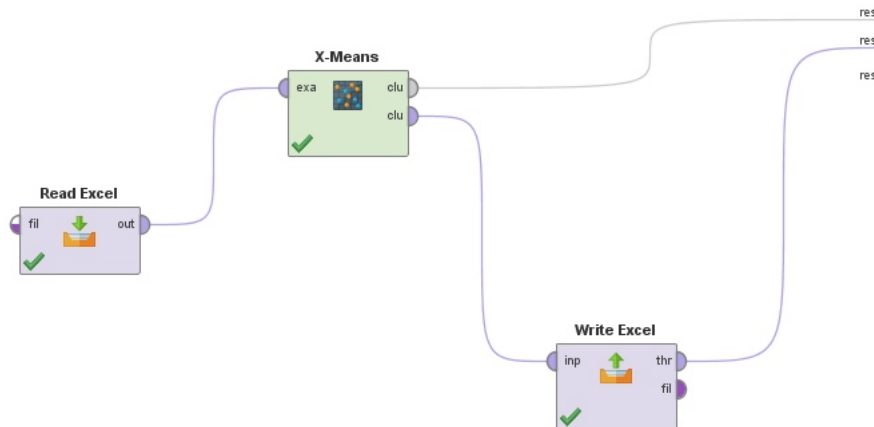 res
res
res
X-Means
exa
clu
clu
Read Excel
fil
out
Write Excel
inp
thr
fil